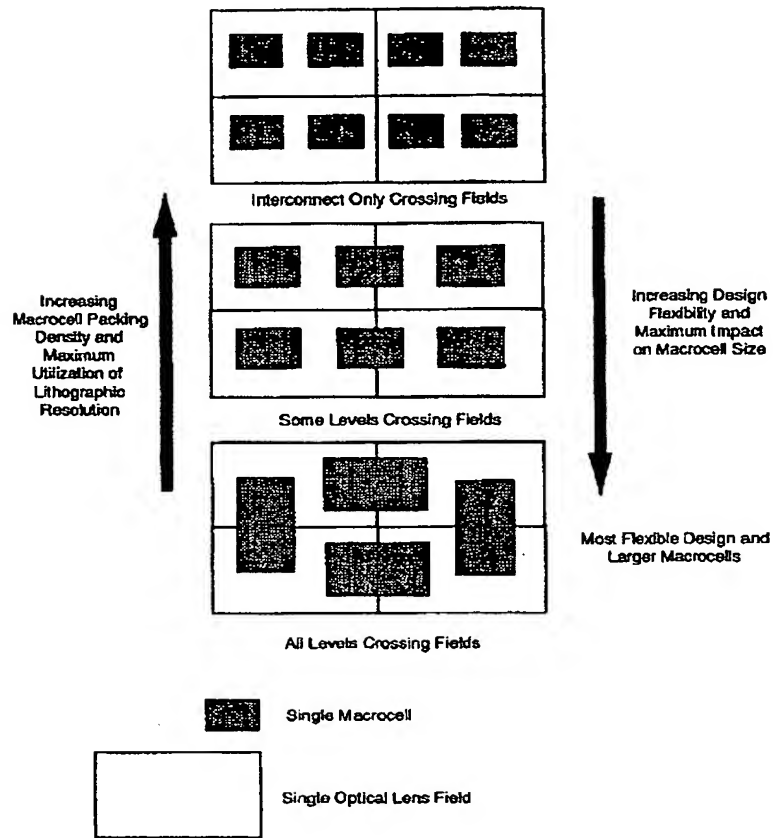 Interconnect Only Crossing Fields
Increasing
Macrocell Packing
Density and
Maximum
Utilization of
Lithographic
Resolution
Increasing Design
Flexibility and
Maximum Impact
on Macrocell Size
Some Levels Crossing Fields
Most Flexible Design and
Larger Macrocells
All Levels Crossing Fields
Single Macrocell
Single Optical Lens Field